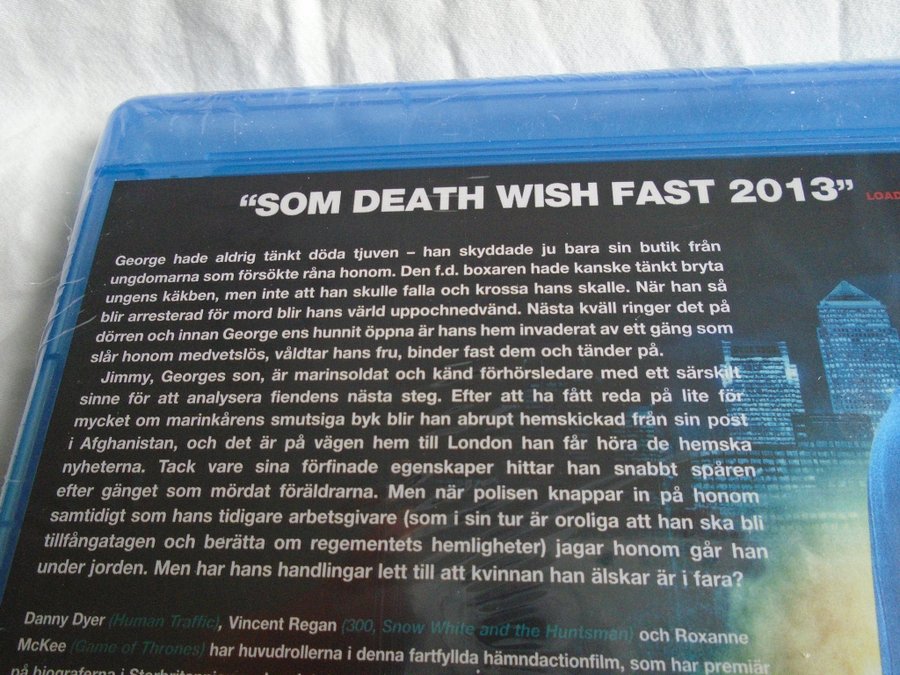 “SOM DEATH WISH FAST 2013” LOAD
George hade aldrig tänkt döda tjuven – han skyddade ju bara sin butik från
ungdomarna som försökte råna honom. Den f.d. boxaren hade kanske tänkt bryta
ungens käkben, men inte att han skulle falla och krossa hans skalle. När han så
blir arresterad för mord blir hans värld uppochnedvänd. Nästa kväll ringer det på
dörren och innan George ens hunnit öppna är hans hem invaderat av ett gäng som
slår honom medvetslös, våldtar hans fru, binder fast dem och tänder på.
Jimmy, Georges son, är marinsoldat och känd förhörsledare med ett särskilt
sinne för att analysera fiendens nästa steg. Efter att ha fått reda på lite för
mycket om marinkårens smutsiga byk blir han abrupt hemskickad från sin post
i Afghanistan, och det är på vägen hem till London han får höra de hemska
nyheterna. Tack vare sina förfinade egenskaper hittar han snabbt spåren
efter gänget som mördat föräldrarna. Men när polisen knappar in på honom
samtidigt som hans tidigare arbetsgivare (som i sin tur är oroliga att han ska bli
tillfångatagen och berätta om regementets hemligheter) jagar honom går han
under jorden. Men har hans handlingar lett till att kvinnan han älskar är i fara?
Danny Dyer (Human Traffic), Vincent Regan (300, Snow White and the Huntsman) och Roxanne
McKee (Game of Thrones) har huvudrollerna i denna fartfyllda hämndactionfilm, som har premiär
på biograferna i